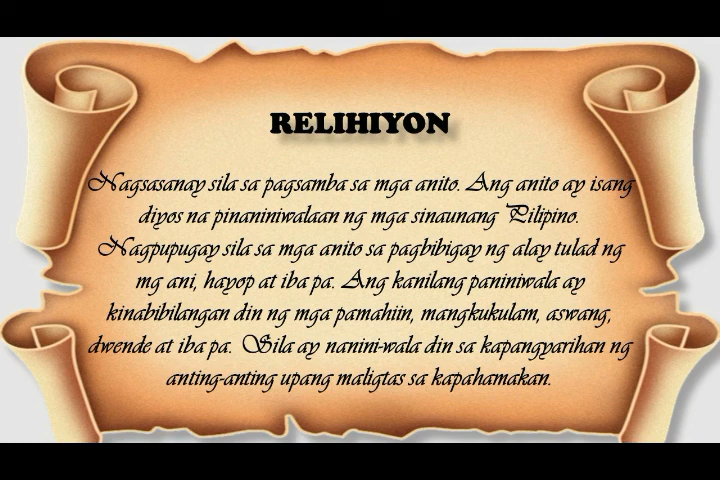 RELIHIYON
Nagsasanay sila sa pagsamba sa mga anito. Ang anito ay isang
diyos na pinaniniwalaan ng mga sinaunang Pilipino.
Nagpupugay sila sa mga anito sa pagbibigay ng alay tulad ng
mg ani, hayop at iba pa. Ang kanilang paniniwala ay
kinabibilangan din ng mga pamahiin, mangkukulam, aswang,
dwende at iba pa. Sila ay nanini-wala din sa kapangyarihan ng
anting-anting upang maligtas sa kapahamakan.